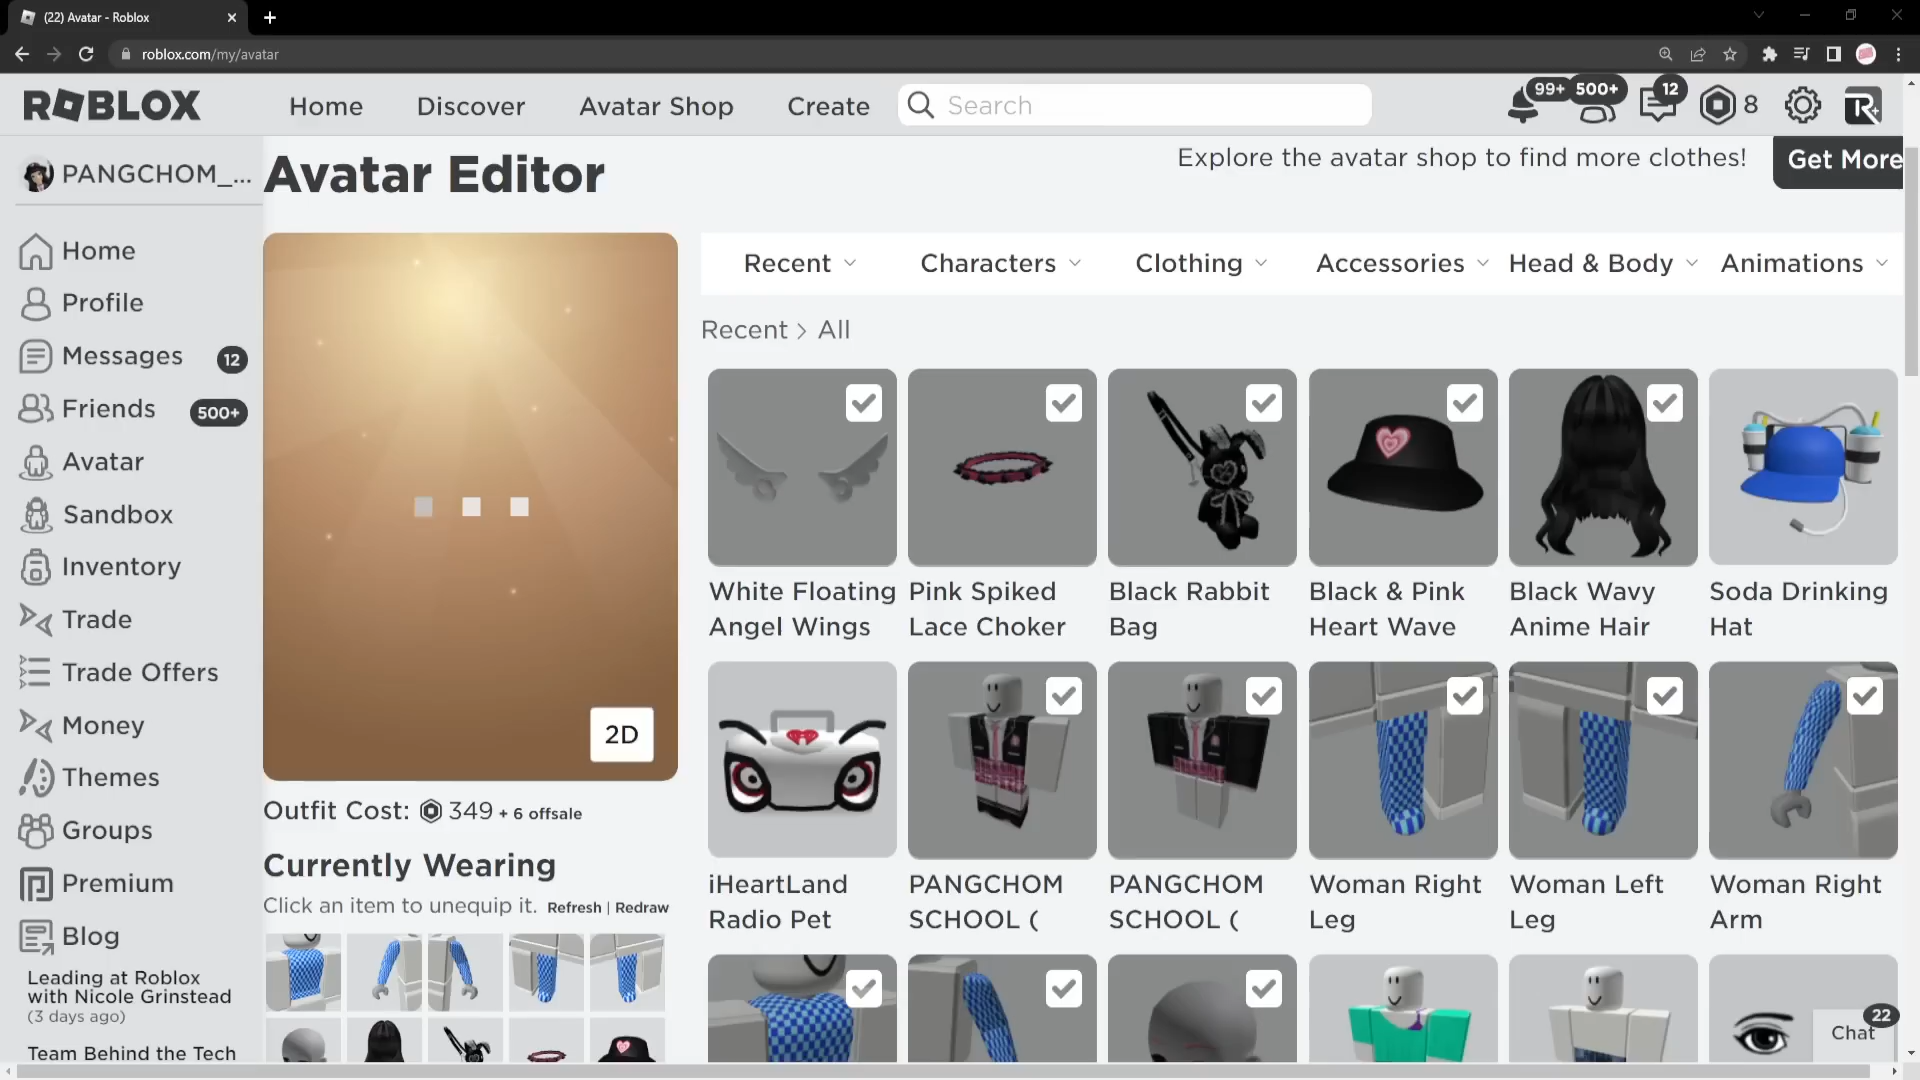 (22) Avatar - Roblox
roblox.com/my/avatar
ROBLOX
Home
Discover
Avatar Shop
Create
Search
99+
500+
12
8
PANGCHOM_...
Avatar Editor
Explore the avatar shop to find more clothes!
Get More
Home
Profile
Messages
12
Friends
500+
Avatar
Sandbox
Inventory
Trade
Trade Offers
Money
Themes
Groups
Premium
Blog
Leading at Roblox
with Nicole Grinstead
(3 days ago)
Team Behind the Tech
2D
Outfit Cost: 349 + 6 offsale
Currently Wearing
Click an item to unequip it. Refresh | Redraw
Recent
Characters
Clothing
Accessories
Head & Body
Animations
Recent > All
White Floating
Angel Wings
Pink Spiked
Lace Choker
Black Rabbit
Bag
Black & Pink
Heart Wave
Black Wavy
Anime Hair
Soda Drinking
Hat
iHeartLand
Radio Pet
PANGCHOM
SCHOOL (
PANGCHOM
SCHOOL (
Woman Right
Leg
Woman Left
Leg
Woman Right
Arm
Chat
22